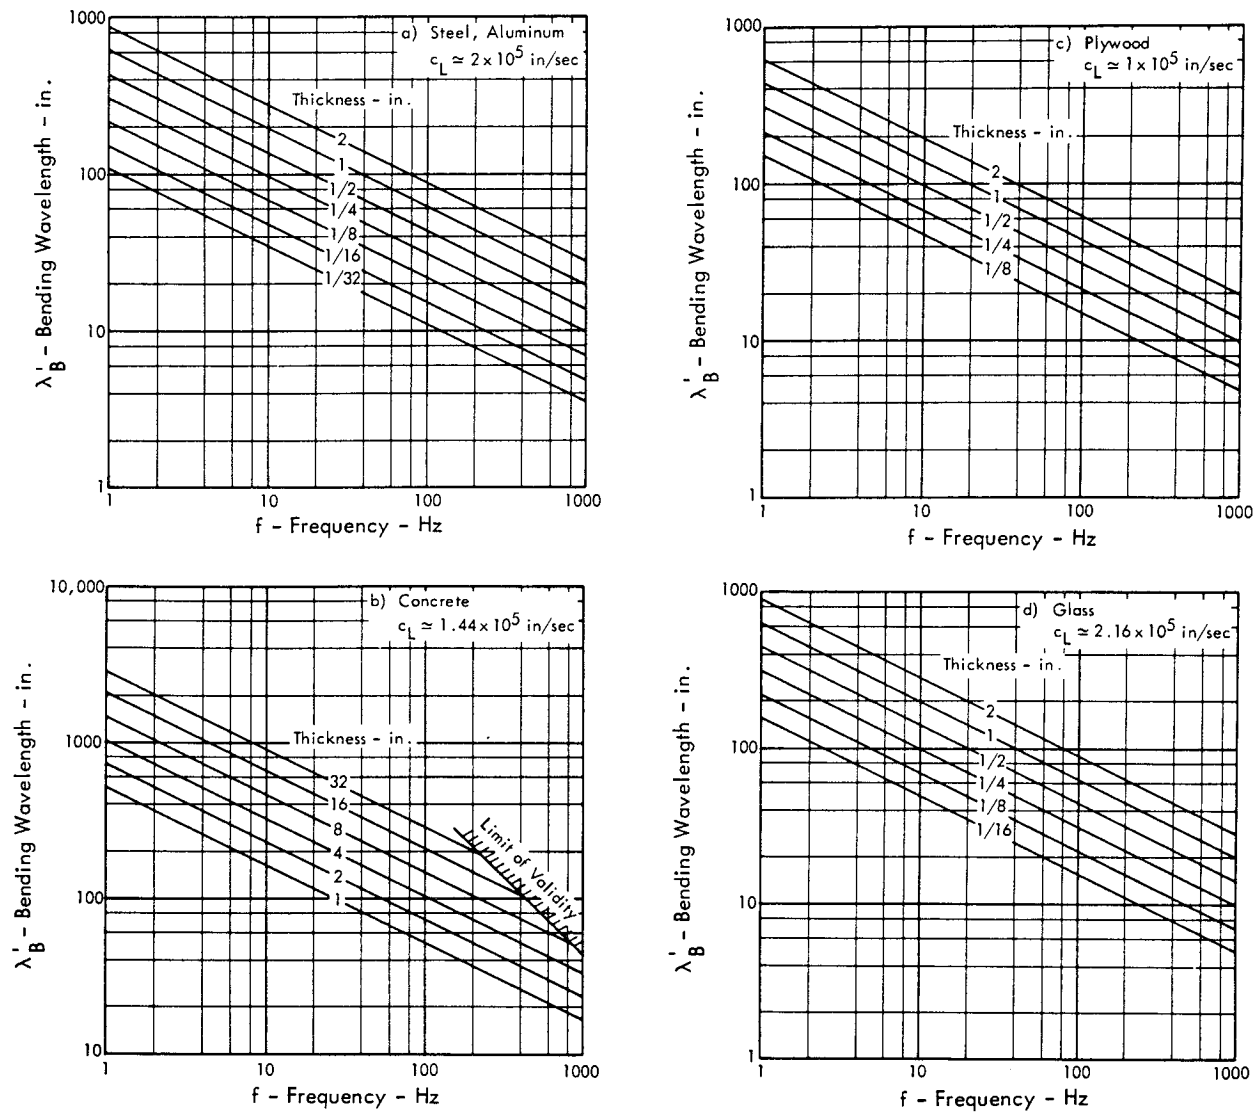 a) Steel, Aluminum
c_L ≃ 2 x 10^5 in/sec
Thickness - in.
2
1
1/2
1/4
1/8
1/16
1/32
1000
100
10
1
1 10 100 1000
λ'_B - Bending Wavelength - in.
f - Frequency - Hz
c) Plywood
c_L ≃ 1 x 10^5 in/sec
Thickness - in.
2
1
1/2
1/4
1/8
1000
100
10
1
1 10 100 1000
λ'_B - Bending Wavelength - in.
f - Frequency - Hz
b) Concrete
c_L ≃ 1.44 x 10^5 in/sec
Thickness - in.
32
16
8
4
2
1
Limit of Validity
10,000
1000
100
10
1 10 100 1000
λ'_B - Bending Wavelength - in.
f - Frequency - Hz
d) Glass
c_L ≃ 2.16 x 10^5 in/sec
Thickness - in.
2
1
1/2
1/4
1/8
1/16
1000
100
10
1
1 10 100 1000
λ'_B - Bending Wavelength - in.
f - Frequency - Hz